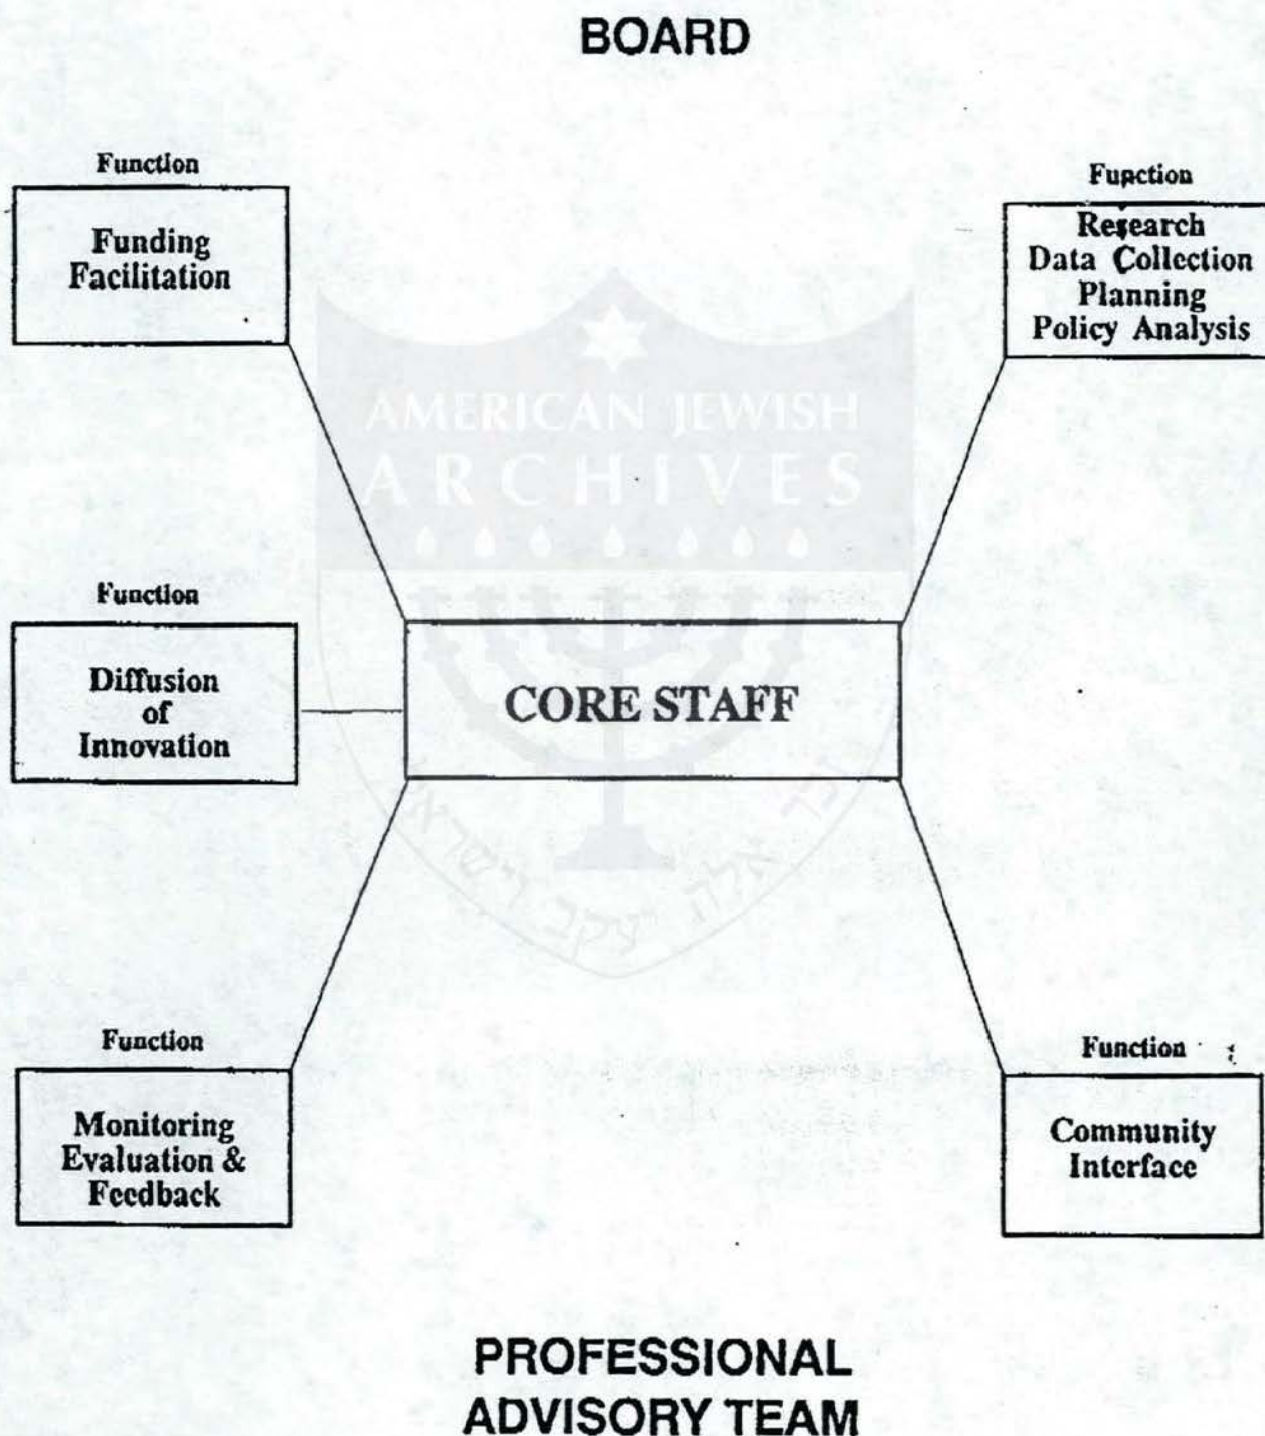 BOARD
Function
Funding
Facilitation
Function
Research
Data Collection
Planning
Policy Analysis
AMERICAN JEWISH
ARCHIVES
Function
Diffusion
of
Innovation
CORE STAFF
Function
Monitoring
Evaluation &
Feedback
Function
Community
Interface
PROFESSIONAL
ADVISORY TEAM